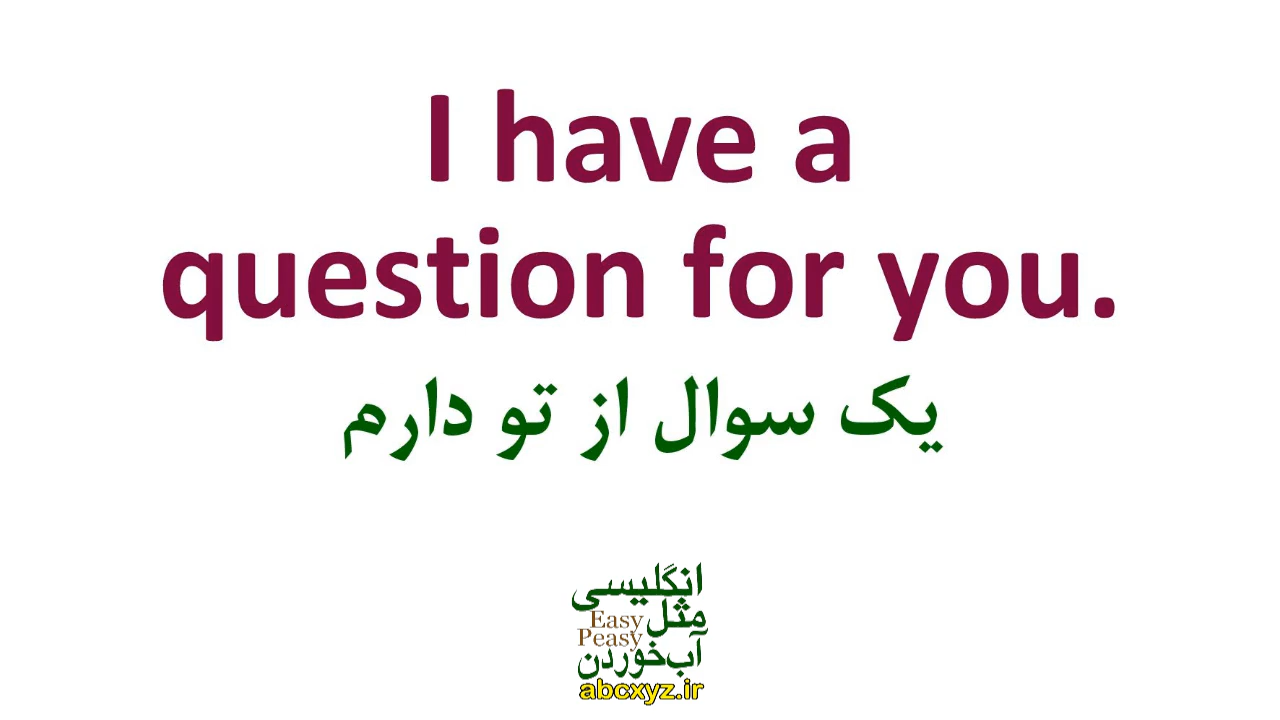 I have a
question for you.
یک سوال از تو دارم
انگلیسی
مثل
Easy
Peasy
آب‌خوردن
abcxyz.ir